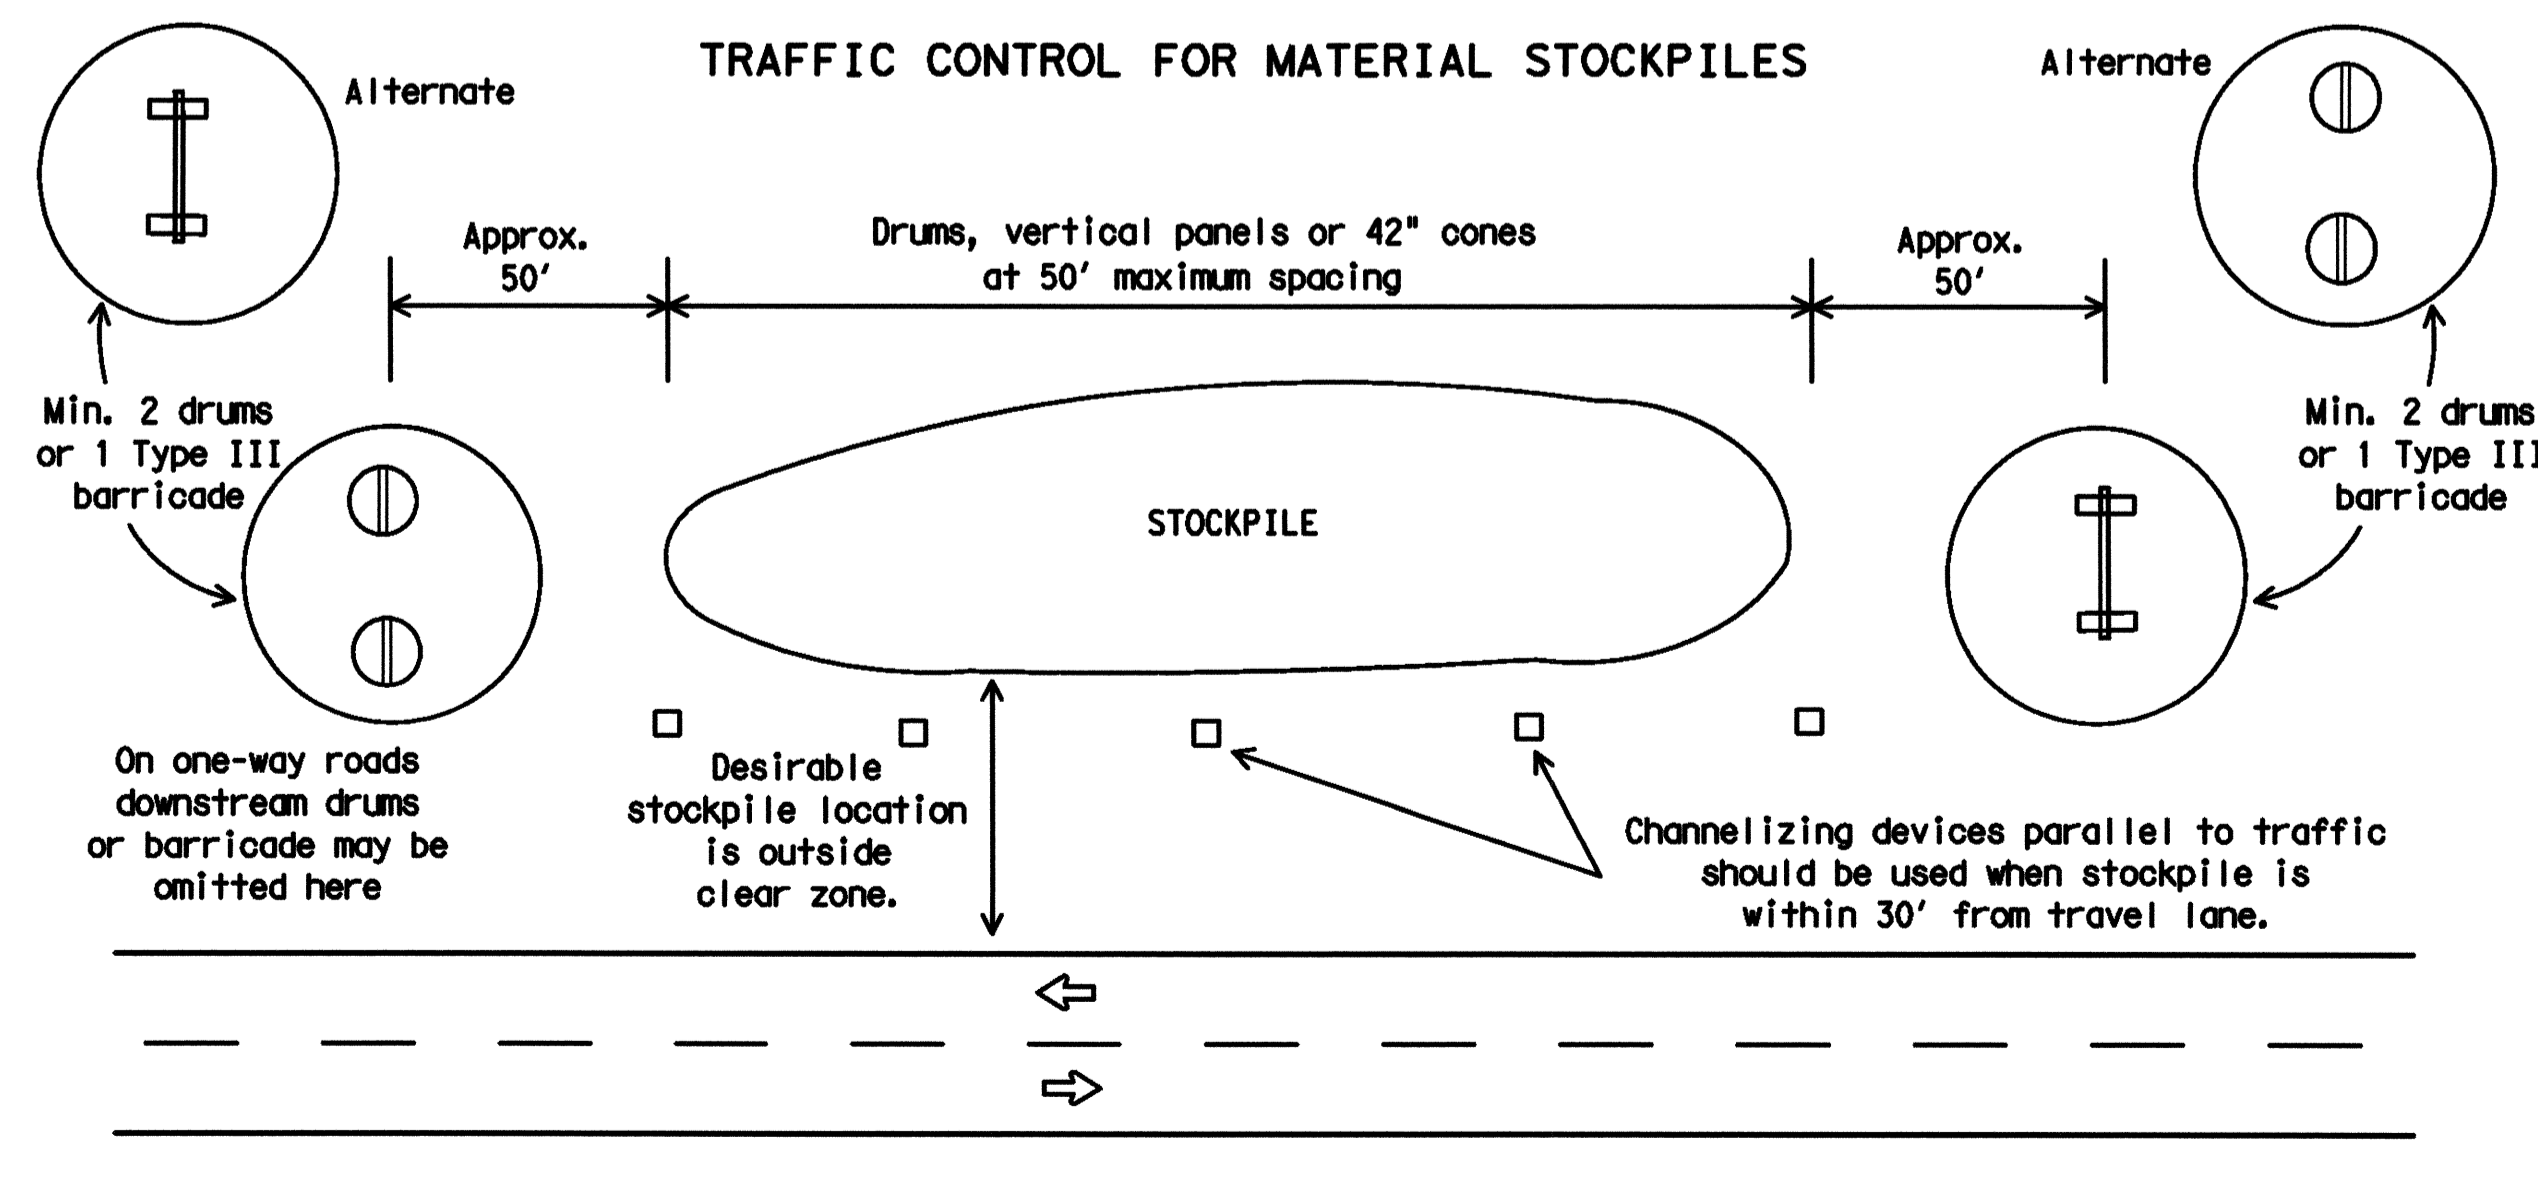 TRAFFIC CONTROL FOR MATERIAL STOCKPILES
Alternate
Alternate
Approx.
50'
Drums, vertical panels or 42" cones
at 50' maximum spacing
Approx.
50'
Min. 2 drums
or 1 Type III
barricade
Min. 2 drums
or 1 Type III
barricade
STOCKPILE
On one-way roads
downstream drums
or barricade may be
omitted here
Desirable
stockpile location
is outside
clear zone.
Channelizing devices parallel to traffic
should be used when stockpile is
within 30' from travel lane.